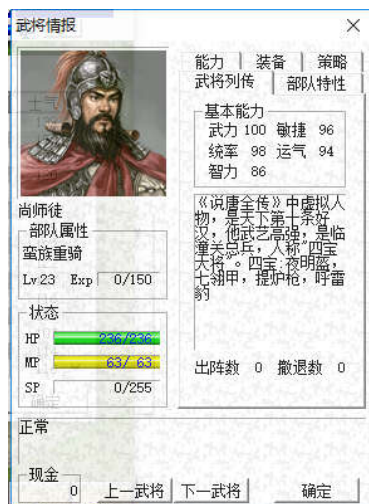 武将情报
能力 装备 策略
武将列传 部队特性
基本能力
武力 100 敏捷 96
统率 98 运气 94
智力 86
《说唐全传》中虚拟人
物，是天下第十条好
汉，他武艺高强，是临
潼关总兵，人称“四宝
大将”。四宝:夜明盔，
七翎甲，提炉枪，呼雷
豹
出阵数 0 撤退数 0
尚师徒
部队属性
蛮族重骑
Lv 23 Exp 0/150
状态
HP 236/236
MP 63/ 63
SP 0/255
正常
现金
0
上一武将 下一武将 确定